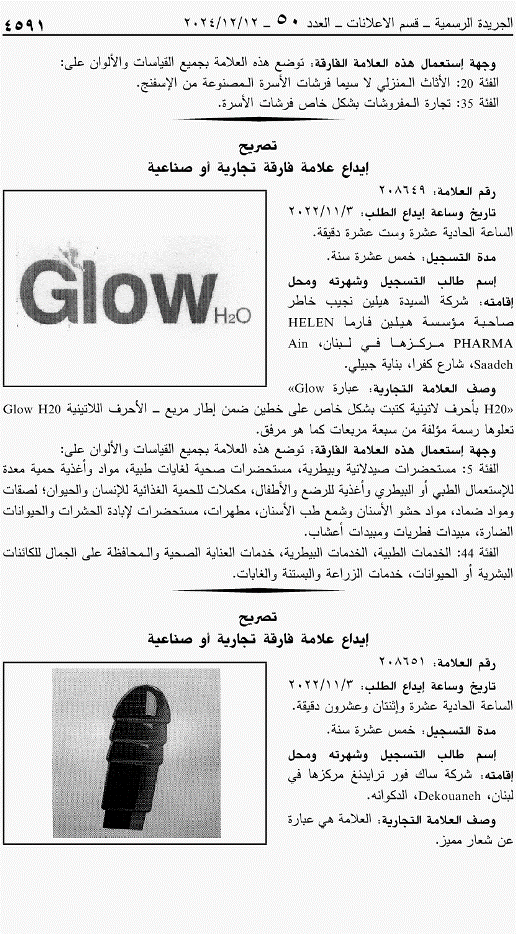 الجريدة الرسمية ــ قسم الاعلانات ــ العدد ٥٠ ــ ٢٠٢٤/١٢/١٢
٤٥٩١
وجهة إستعمال هذه العلامة الفارقة: توضع هذه العلامة بجميع القياسات والألوان على:
الفئة 20: الأثاث المنزلي لا سيما فرشات الأسرة المصنوعة من الإسفنج.
الفئة 35: تجارة المفروشات بشكل خاص فرشات الأسرة.
تصريح
إيداع علامة فارقة تجارية أو صناعية
رقم العلامة: ٢٠٨٦٤٩
تاريخ وساعة إيداع الطلب: ٢٠٢٢/١١/٣
الساعة الحادية عشرة وست عشرة دقيقة.
مدة التسجيل: خمس عشرة سنة.
إسم طالب التسجيل وشهرته ومحل
إقامته: شركة السيدة هيلين نجيب خاطر
صاحبة مؤسسة هيلين فارما HELEN
PHARMA مركزها في لبنان، Ain
Saadeh، شارع كفرا، بناية جبيلي.
وصف العلامة التجارية: عبارة «Glow
H20» بأحرف لاتينية كتبت بشكل خاص على خطين ضمن إطار مربع ــ الأحرف اللاتينية Glow H20
تعلوها رسمة مؤلفة من سبعة مربعات كما هو مرفق.
Glow
H2O
وجهة إستعمال هذه العلامة الفارقة: توضع هذه العلامة بجميع القياسات والألوان على:
الفئة 5: مستحضرات صيدلانية وبيطرية، مستحضرات صحية لغايات طبية، مواد وأغذية حمية معدة
للإستعمال الطبي أو البيطري وأغذية للرضع والأطفال، مكملات للحمية الغذائية للإنسان والحيوان؛ لصقات
ومواد ضماد، مواد حشو الأسنان وشمع طب الأسنان، مطهرات، مستحضرات لإبادة الحشرات والحيوانات
الضارة، مبيدات فطريات ومبيدات أعشاب.
الفئة 44: الخدمات الطبية، الخدمات البيطرية، خدمات العناية الصحية والمحافظة على الجمال للكائنات
البشرية أو الحيوانات، خدمات الزراعة والبستنة والغابات.
تصريح
إيداع علامة فارقة تجارية أو صناعية
رقم العلامة: ٢٠٨٦٥١
تاريخ وساعة إيداع الطلب: ٢٠٢٢/١١/٣
الساعة الحادية عشرة وإثنتان وعشرون دقيقة.
مدة التسجيل: خمس عشرة سنة.
إسم طالب التسجيل وشهرته ومحل
إقامته: شركة ساك فور ترايدنغ مركزها في
لبنان، Dekouaneh، الدكوانه.
وصف العلامة التجارية: العلامة هي عبارة
عن شعار مميز.